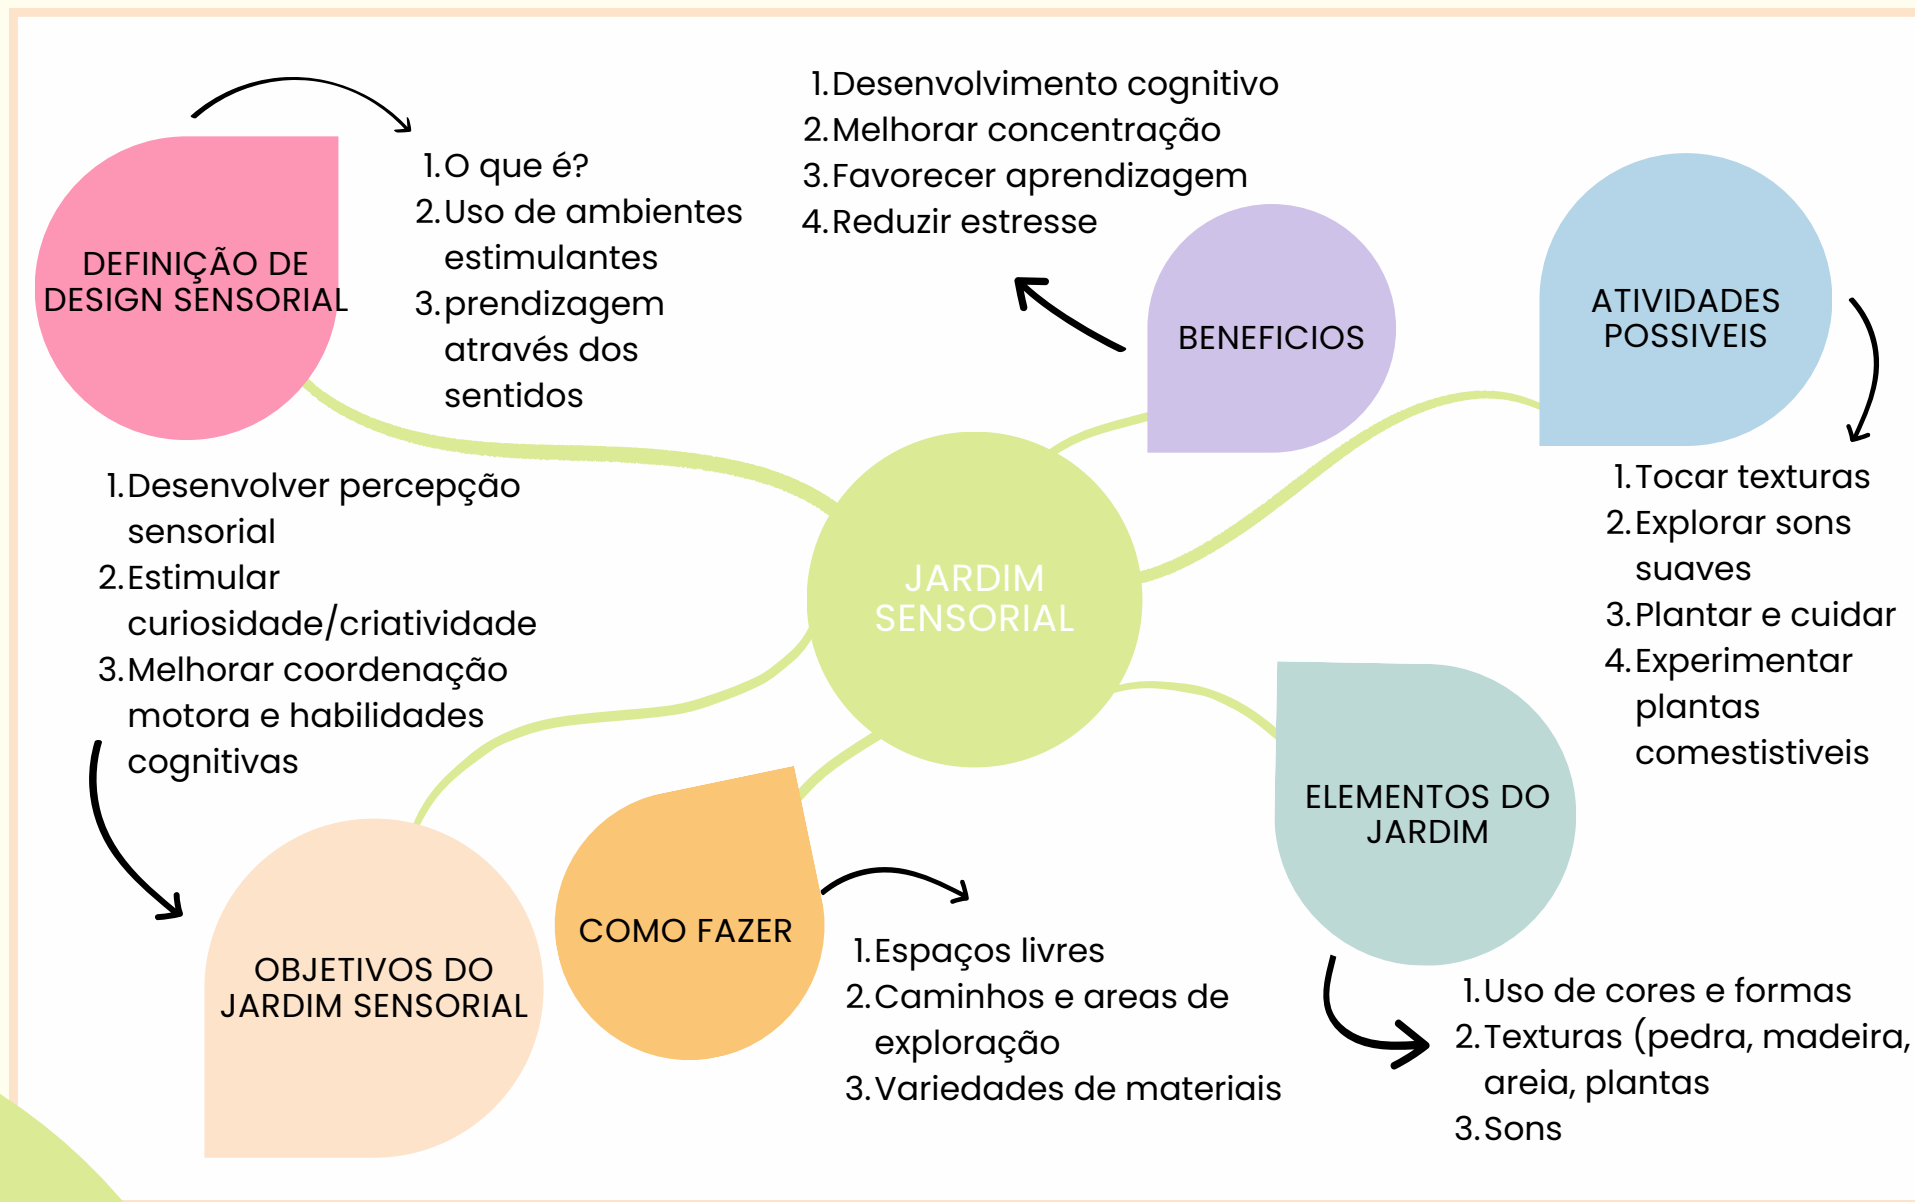 DEFINIÇÃO DE
DESIGN SENSORIAL
1.O que é?
2.Uso de ambientes
estimulantes
3.prendizagem
através dos
sentidos
1.Desenvolvimento cognitivo
2.Melhorar concentração
3.Favorecer aprendizagem
4.Reduzir estresse
BENEFICIOS
ATIVIDADES
POSSIVEIS
1.Tocar texturas
2.Explorar sons
suaves
3.Plantar e cuidar
4.Experimentar
plantas
comestistiveis
JARDIM
SENSORIAL
1.Desenvolver percepção
sensorial
2.Estimular
curiosidade/criatividade
3.Melhorar coordenação
motora e habilidades
cognitivas
OBJETIVOS DO
JARDIM SENSORIAL
COMO FAZER
1.Espaços livres
2.Caminhos e areas de
exploração
3.Variedades de materiais
ELEMENTOS DO
JARDIM
1.Uso de cores e formas
2.Texturas (pedra, madeira,
areia, plantas
3.Sons